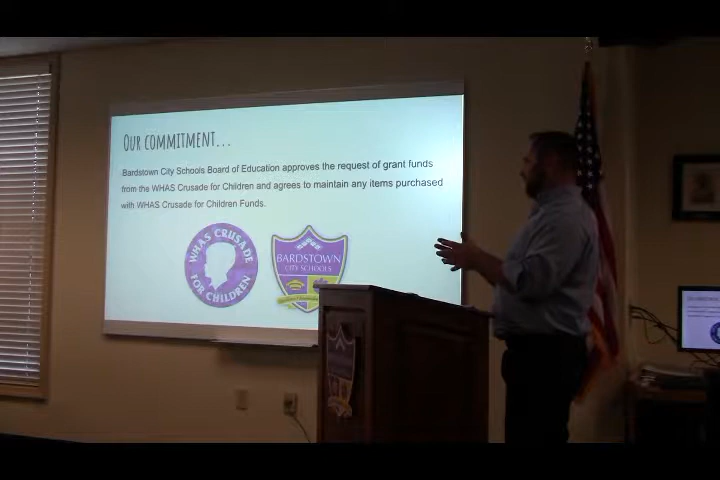 OUR COMMITMENT...
Bardstown City Schools Board of Education approves the request of grant funds
from the WHAS Crusade for Children and agrees to maintain any items purchased
with WHAS Crusade for Children Funds.
WHAS CRUSADE
FOR CHILDREN
BARDSTOWN
CITY SCHOOLS